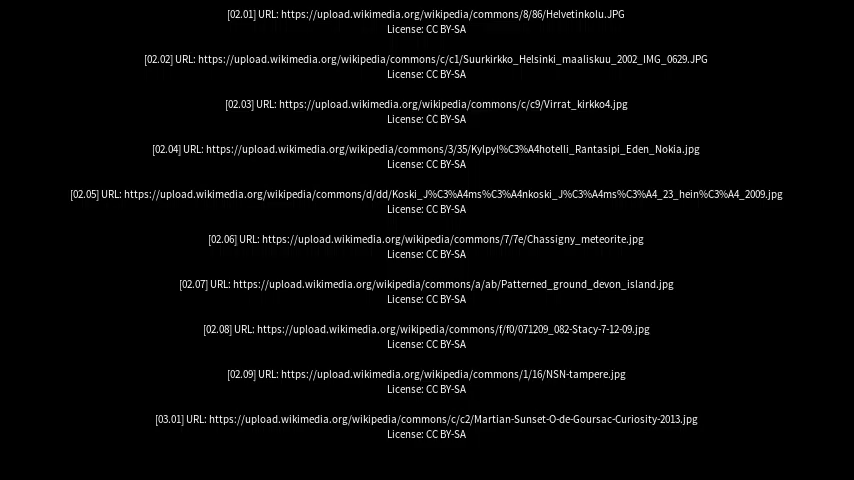 [02.01] URL: https://upload.wikimedia.org/wikipedia/commons/8/86/Helvetinkolu.JPG
License: CC BY-SA
[02.02] URL: https://upload.wikimedia.org/wikipedia/commons/c/c1/Suurkirkko_Helsinki_maaliskuu_2002_IMG_0629.JPG
License: CC BY-SA
[02.03] URL: https://upload.wikimedia.org/wikipedia/commons/c/c9/Virrat_kirkko4.jpg
License: CC BY-SA
[02.04] URL: https://upload.wikimedia.org/wikipedia/commons/3/35/Kylpyl%C3%A4hotelli_Rantasipi_Eden_Nokia.jpg
License: CC BY-SA
[02.05] URL: https://upload.wikimedia.org/wikipedia/commons/d/dd/Koski_J%C3%A4ms%C3%A4nkoski_J%C3%A4ms%C3%A4_23_hein%C3%A4_2009.jpg
License: CC BY-SA
[02.06] URL: https://upload.wikimedia.org/wikipedia/commons/7/7e/Chassigny_meteorite.jpg
License: CC BY-SA
[02.07] URL: https://upload.wikimedia.org/wikipedia/commons/a/ab/Patterned_ground_devon_island.jpg
License: CC BY-SA
[02.08] URL: https://upload.wikimedia.org/wikipedia/commons/f/f0/071209_082-Stacy-7-12-09.jpg
License: CC BY-SA
[02.09] URL: https://upload.wikimedia.org/wikipedia/commons/1/16/NSN-tampere.jpg
License: CC BY-SA
[03.01] URL: https://upload.wikimedia.org/wikipedia/commons/c/c2/Martian-Sunset-O-de-Goursac-Curiosity-2013.jpg
License: CC BY-SA